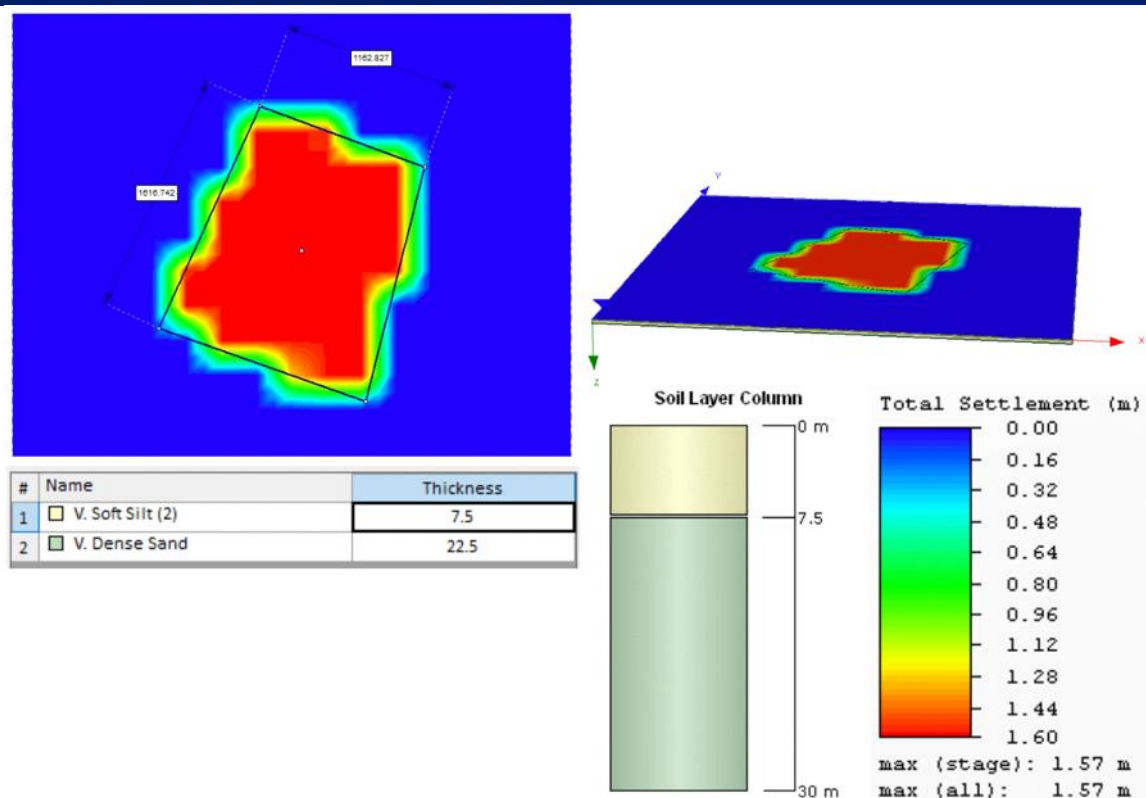 1162.827
1616.742
Y
X
Z
# Name Thickness
1 V. Soft Silt (2) 7.5
2 V. Dense Sand 22.5
Soil Layer Column
0 m
7.5
30 m
Total Settlement (m)
0.00
0.16
0.32
0.48
0.64
0.80
0.96
1.12
1.28
1.44
1.60
max (stage): 1.57 m
max (all): 1.57 m